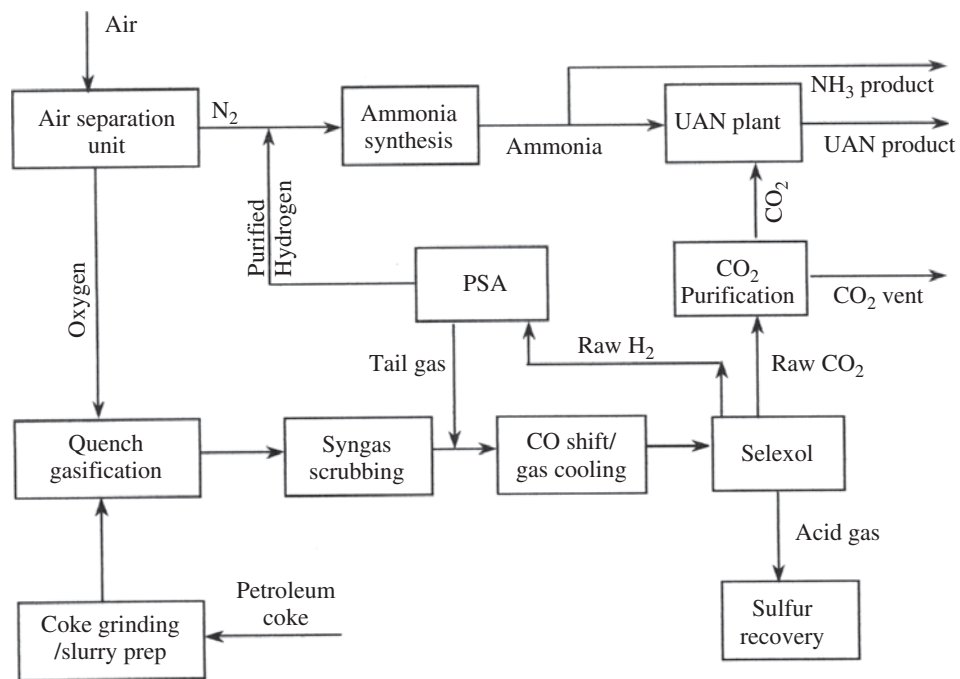 Air
Air separation
unit
N₂
Ammonia
synthesis
Ammonia
UAN plant
NH₃ product
UAN product
Purified
Hydrogen
CO₂
Oxygen
PSA
CO₂
Purification
CO₂ vent
Tail gas
Raw H₂
Raw CO₂
Quench
gasification
Syngas
scrubbing
CO shift/
gas cooling
Selexol
Acid gas
Petroleum
coke
Coke grinding
/slurry prep
Sulfur
recovery